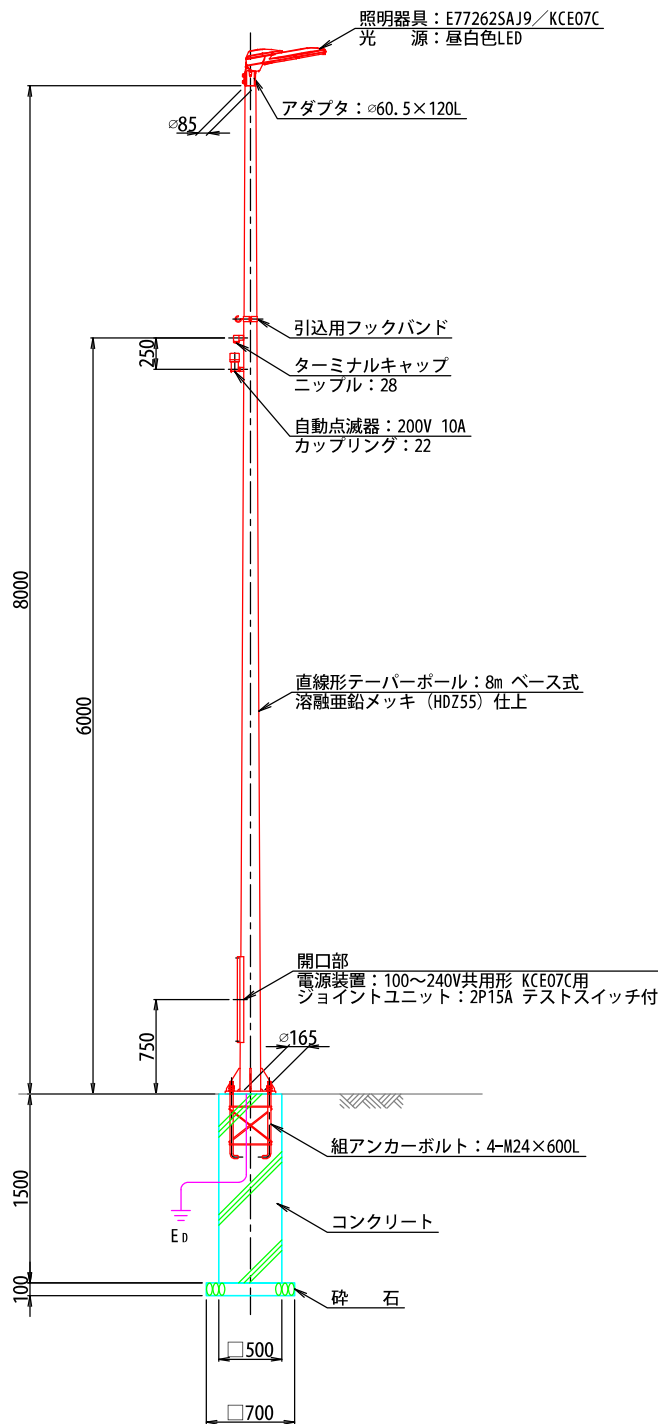 照明器具：E77262SAJ9／KCE07C
光　　源：昼白色LED
アダプタ：⌀60.5×120L
⌀85
引込用フックバンド
250
ターミナルキャップ
ニップル：28
自動点滅器：200V 10A
カップリング：22
8000
6000
直線形テーパーポール：8m ベース式
溶融亜鉛メッキ（HDZ55）仕上
開口部
電源装置：100～240V共用形 KCE07C用
ジョイントユニット：2P15A テストスイッチ付
750
⌀165
組アンカーボルト：4-M24×600L
1500
コンクリート
ED
100
砕　　石
□500
□700